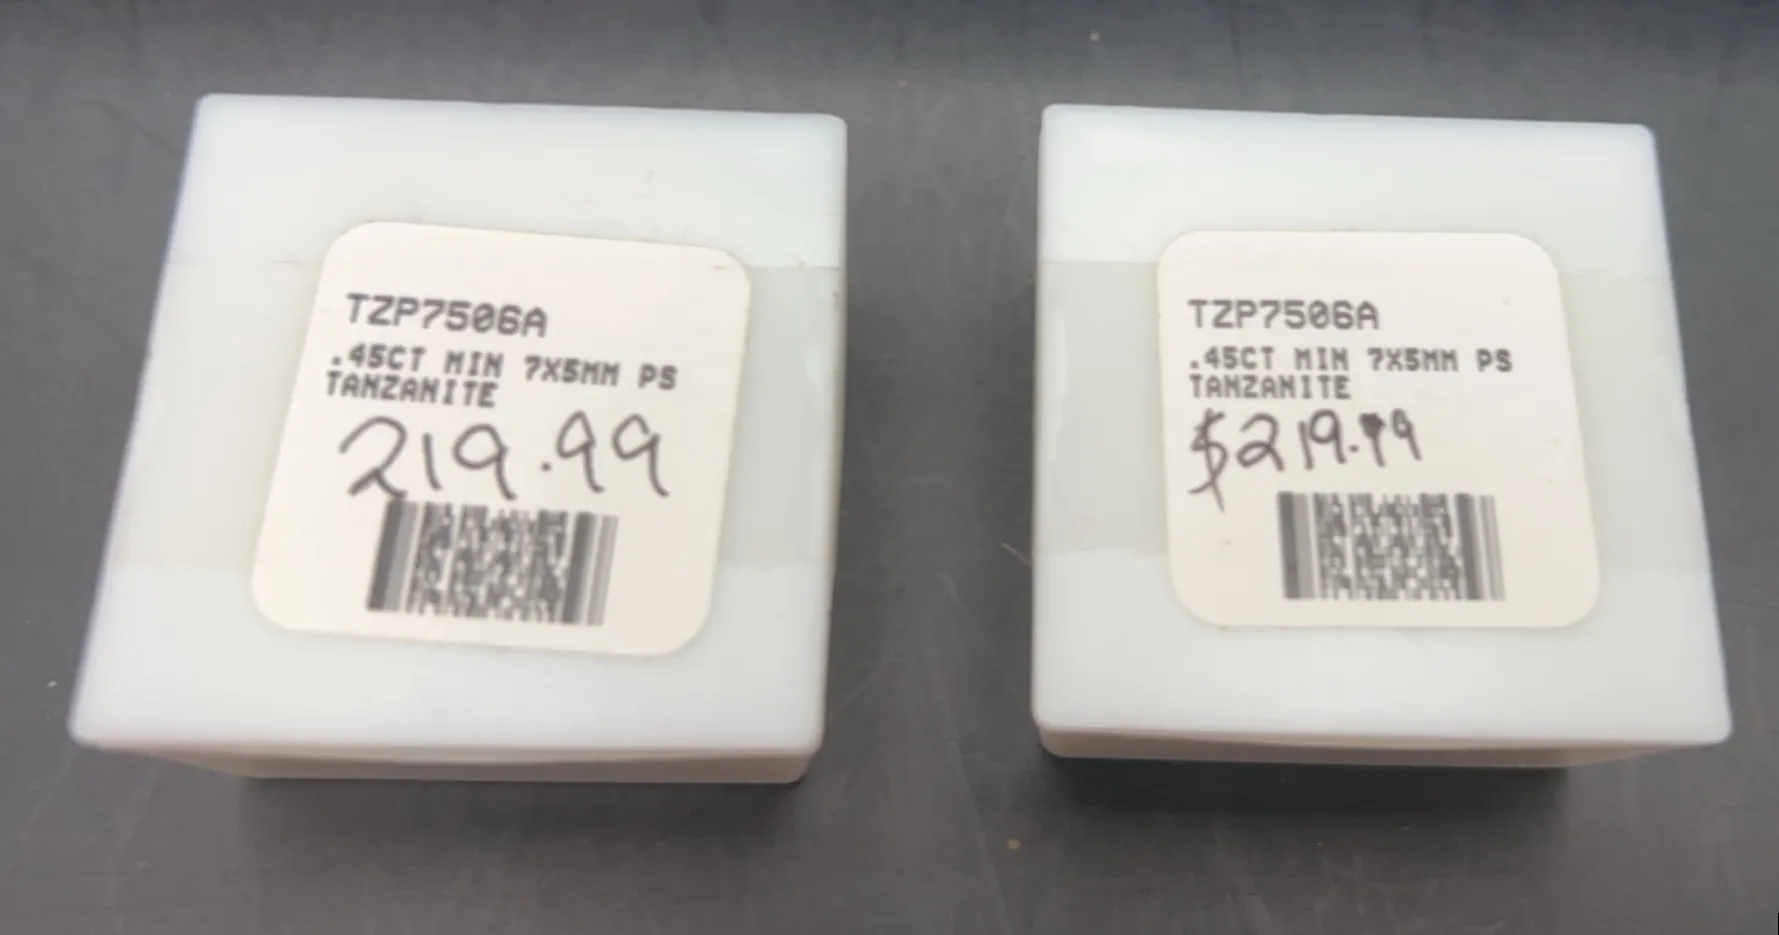 TZP7506A
.45CT MIN 7X5MM PS
TANZANITE
219.99
TZP7506A
.45CT MIN 7X5MM PS
TANZANITE
$219.99